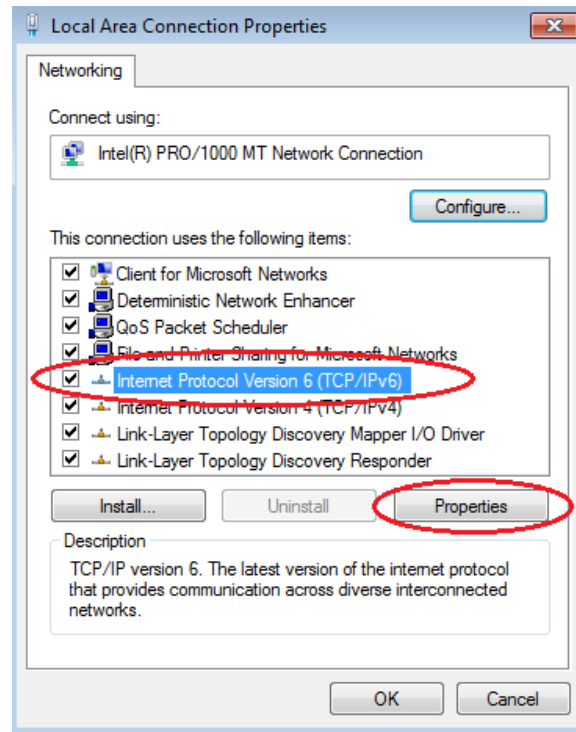 Local Area Connection Properties
Networking
Connect using:
Intel(R) PRO/1000 MT Network Connection
Configure...
This connection uses the following items:
Client for Microsoft Networks
Deterministic Network Enhancer
QoS Packet Scheduler
File and Printer Sharing for Microsoft Networks
Internet Protocol Version 6 (TCP/IPv6)
Internet Protocol Version 4 (TCP/IPv4)
Link-Layer Topology Discovery Mapper I/O Driver
Link-Layer Topology Discovery Responder
Install... Uninstall Properties
Description
TCP/IP version 6. The latest version of the internet protocol
that provides communication across diverse interconnected
networks.
OK Cancel